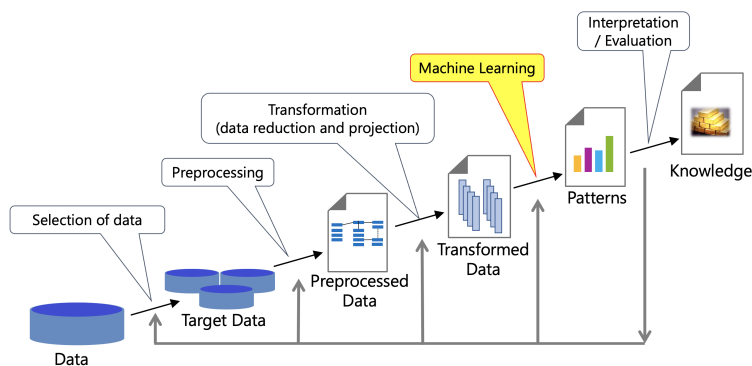 Interpretation
/ Evaluation
Machine Learning
Transformation
(data reduction and projection)
Preprocessing
Selection of data
Knowledge
Patterns
Transformed
Data
Preprocessed
Data
Target Data
Data